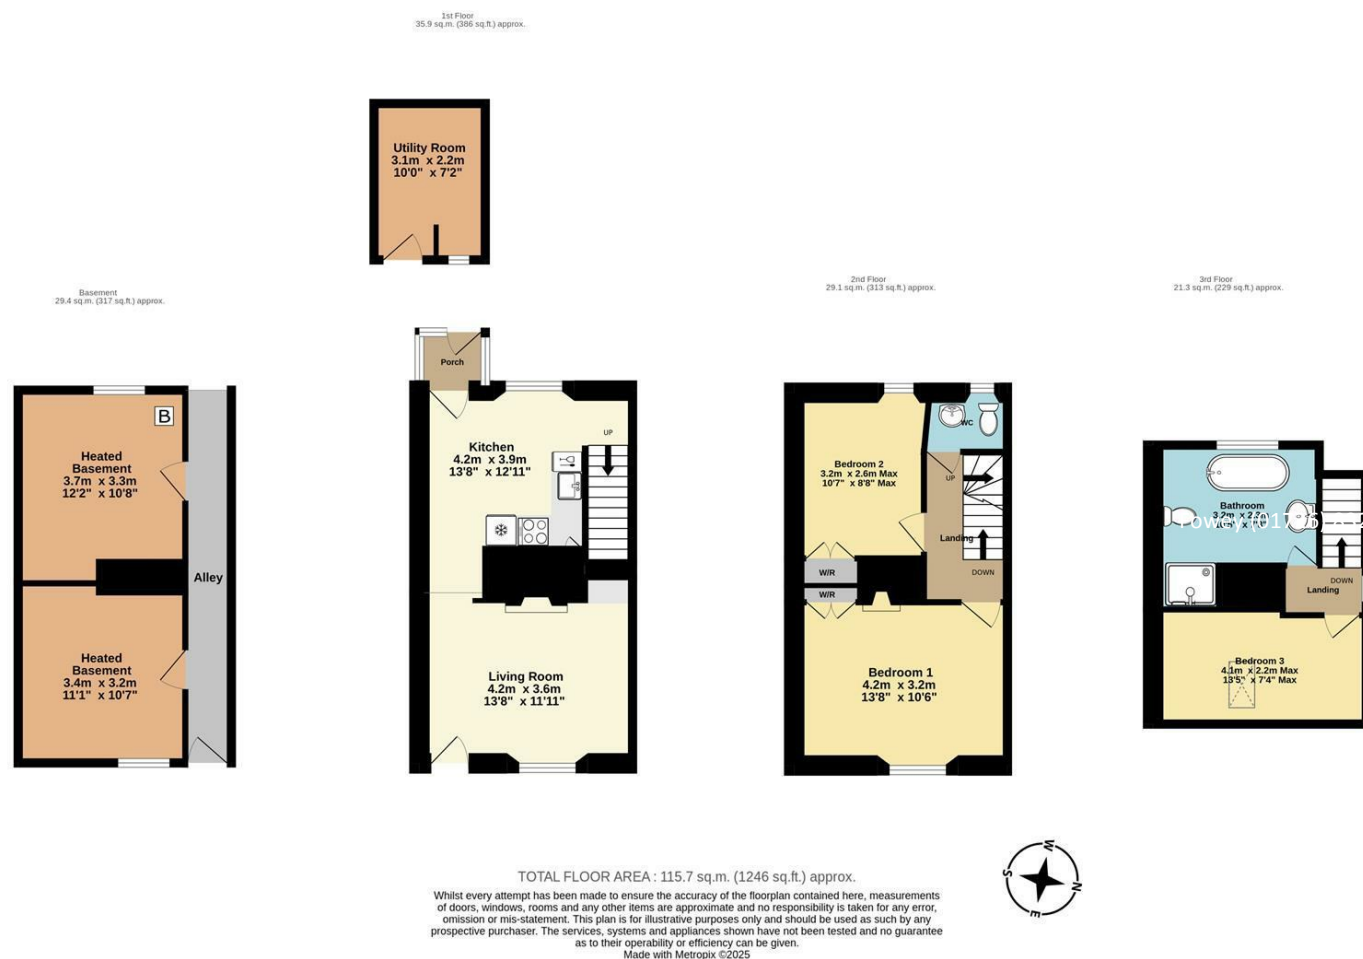 1st Floor
35.9 sq.m. (386 sq.ft.) approx.
Utility Room
3.1m x 2.2m
10'0" x 7'2"
Basement
29.4 sq.m. (317 sq.ft.) approx.
2nd Floor
29.1 sq.m. (313 sq.ft.) approx.
3rd Floor
21.3 sq.m. (229 sq.ft.) approx.
Porch
B
Heated
Basement
3.7m x 3.3m
12'2" x 10'8"
Alley
Heated
Basement
3.4m x 3.2m
11'1" x 10'7"
UP
Kitchen
4.2m x 3.9m
13'8" x 12'11"
Living Room
4.2m x 3.6m
13'8" x 11'11"
WC
Bedroom 2
3.2m x 2.6m Max
10'7" x 8'8" Max
UP
Landing
DOWN
W/R
W/R
Bedroom 1
4.2m x 3.2m
13'8" x 10'6"
Bathroom
DOWN
Landing
Bedroom 3
4.1m x 2.2m Max
13'5" x 7'4" Max
W
S
N
E
TOTAL FLOOR AREA : 115.7 sq.m. (1246 sq.ft.) approx.
Whilst every attempt has been made to ensure the accuracy of the floorplan contained here, measurements
of doors, windows, rooms and any other items are approximate and no responsibility is taken for any error,
omission or mis-statement. This plan is for illustrative purposes only and should be used as such by any
prospective purchaser. The services, systems and appliances shown have not been tested and no guarantee
as to their operability or efficiency can be given.
Made with Metropix ©2025